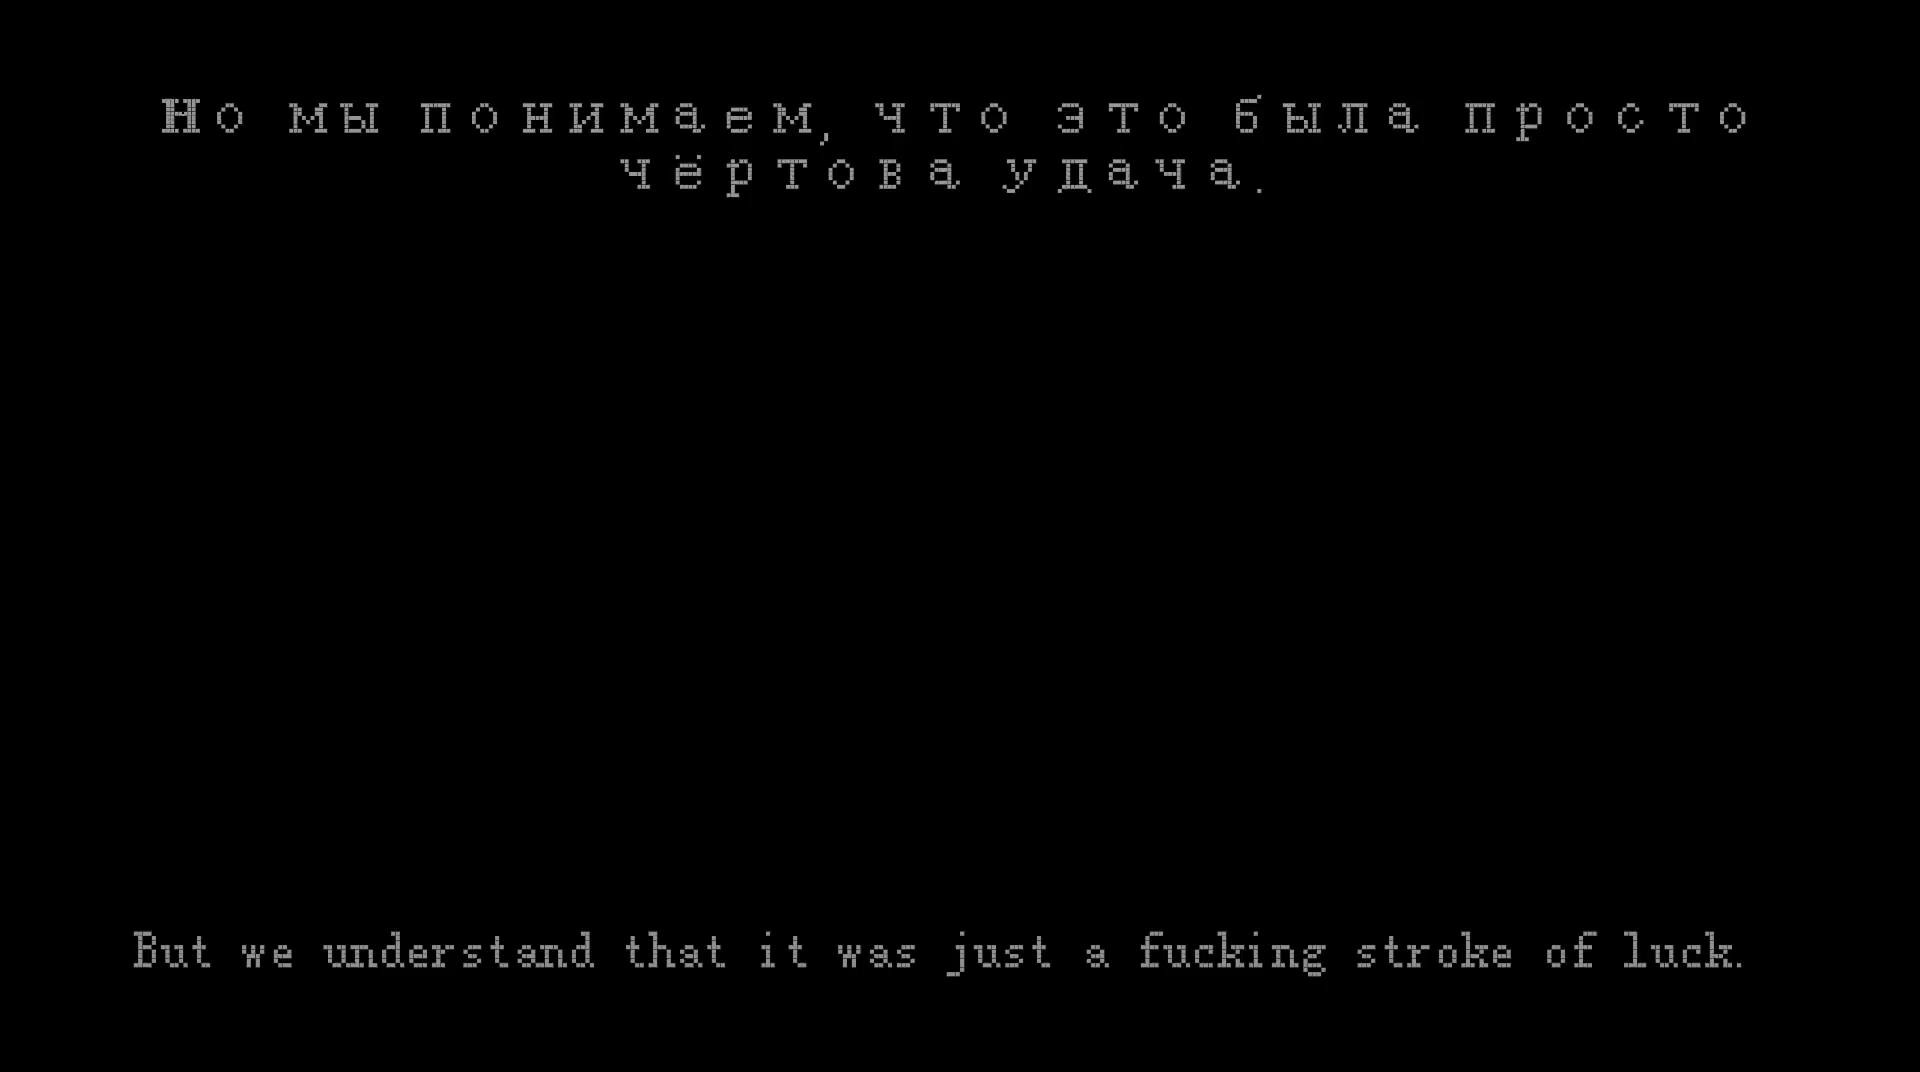 Но мы понимаем, что это была просто
чёртова удача.
But we understand that it was just a fucking stroke of luck.